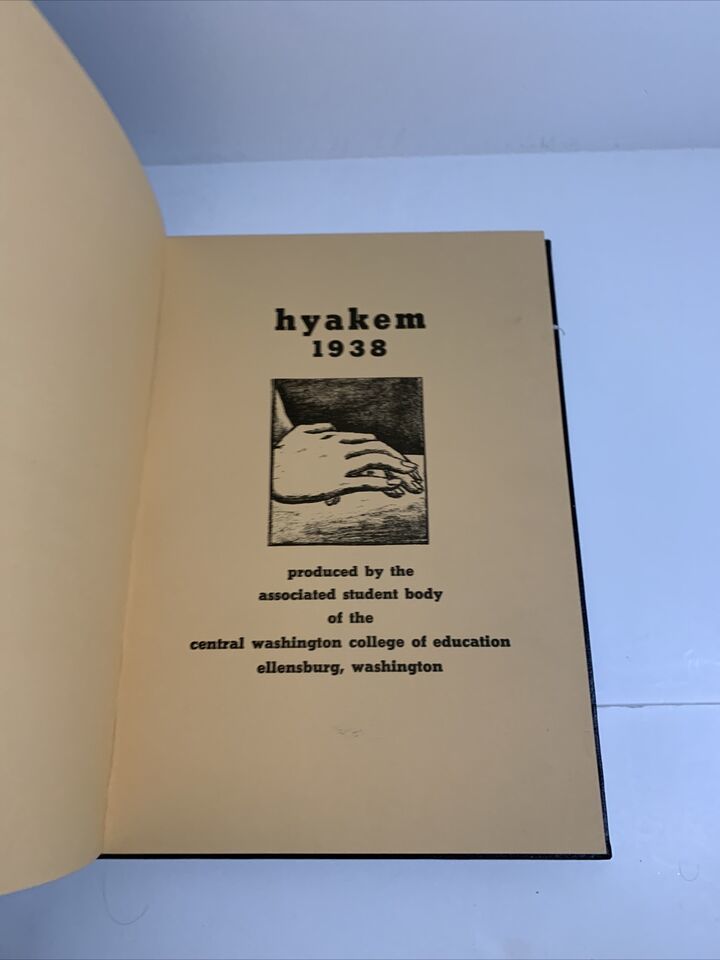 hyakem
1938
produced by the
associated student body
of the
central washington college of education
ellensburg, washington